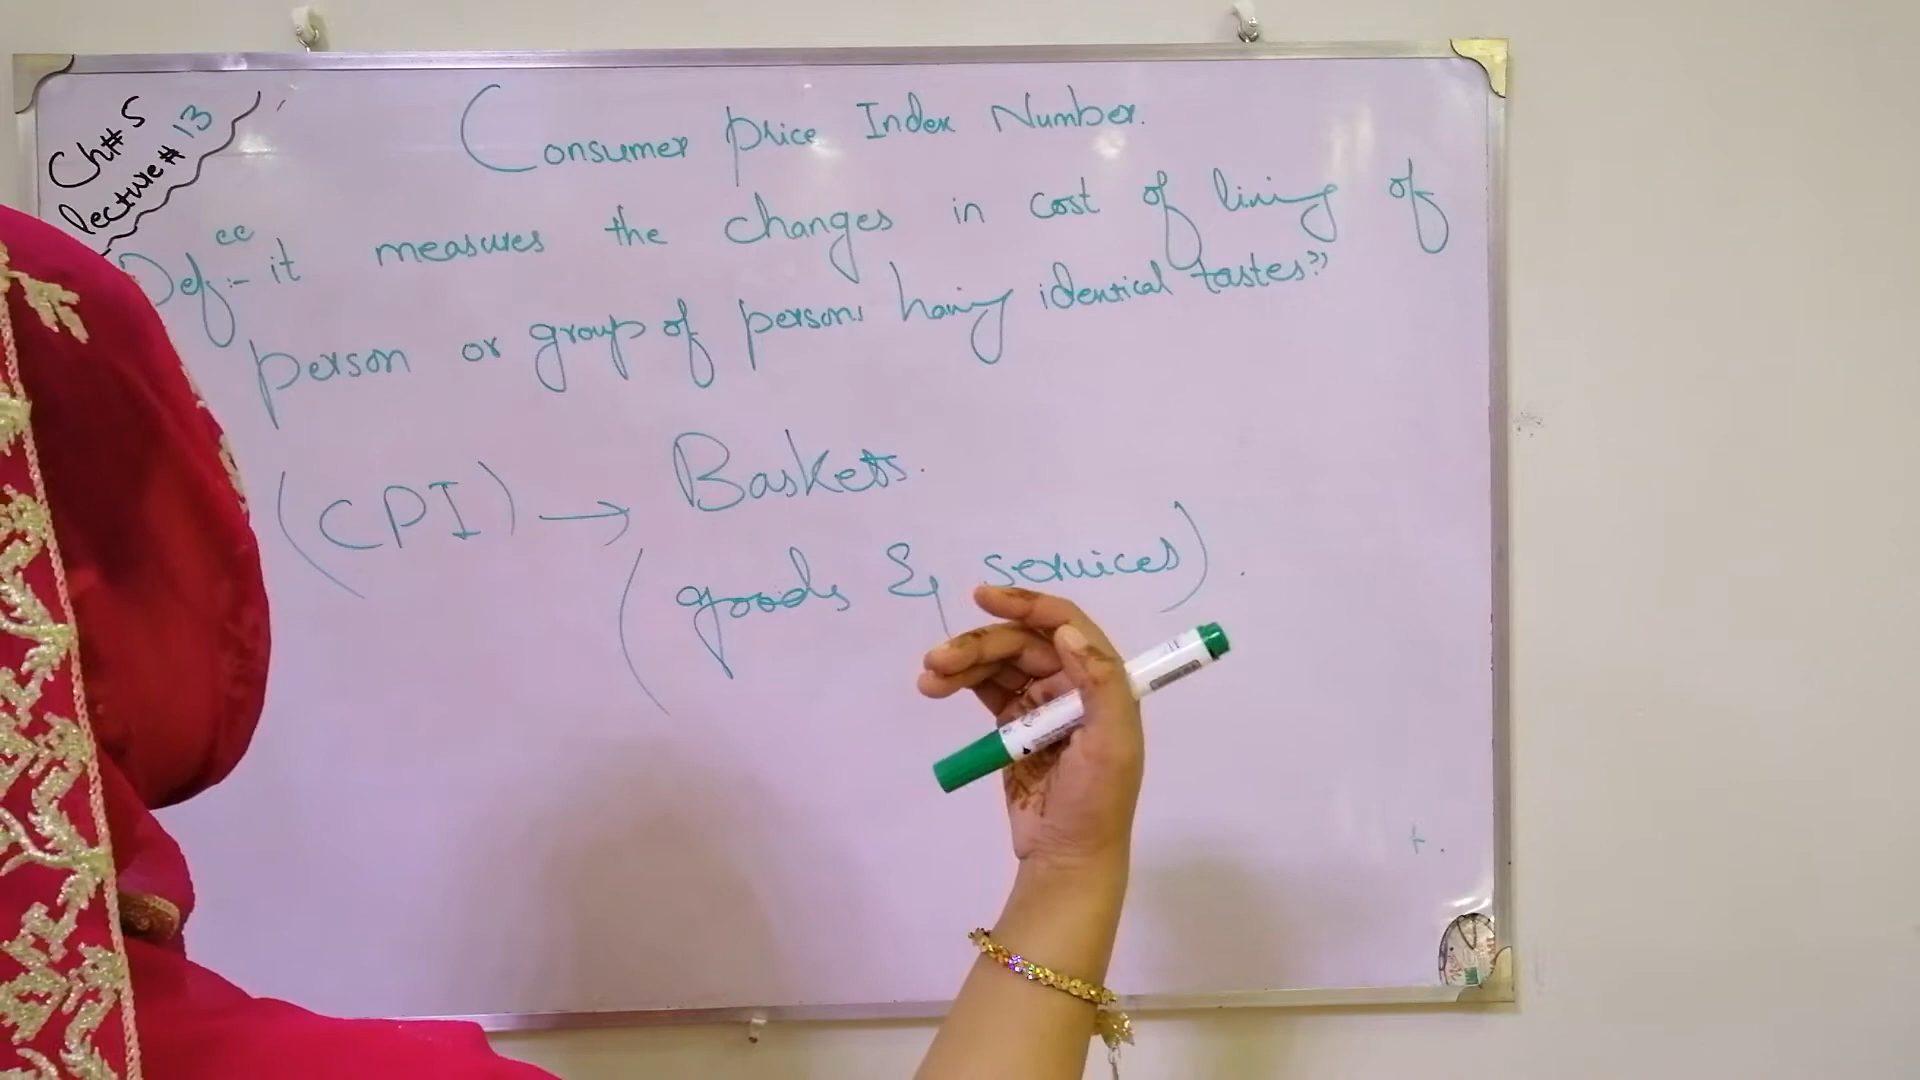 Ch# 5
lecture# 13
Consumer Price Index Number.
Def:- "it measures the changes in cost of living of
person or group of persons having identical tastes."
(CPI) → Baskets.
(goods & services).